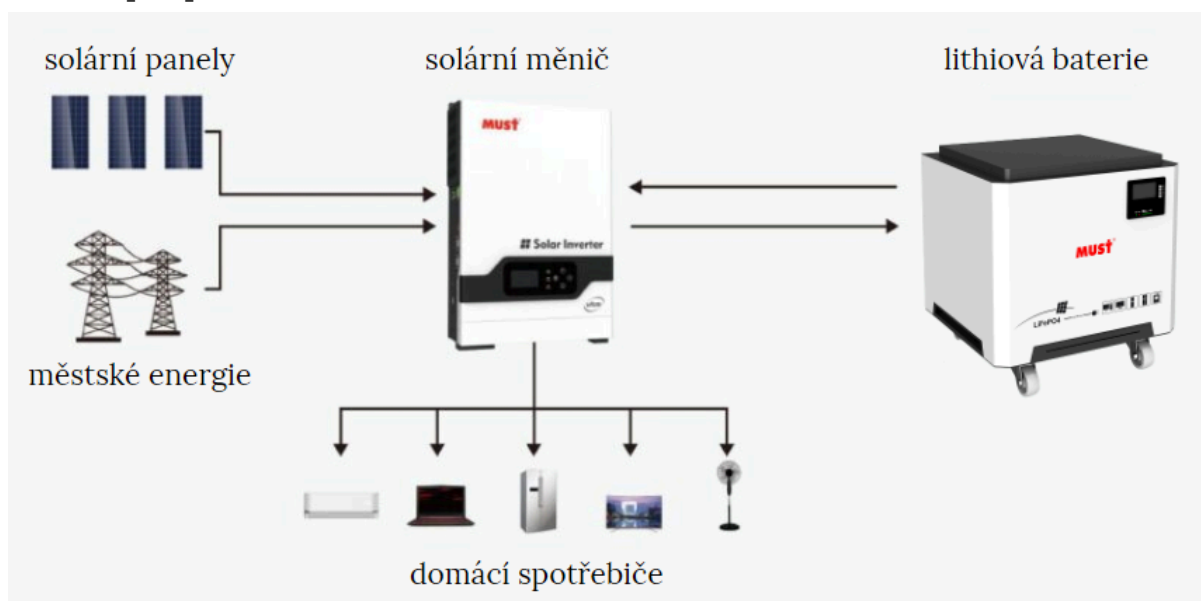 solární panely
solární měnič
lithiová baterie
MUST
Solar Inverter
MUST
LiFePO4
městské energie
domácí spotřebiče